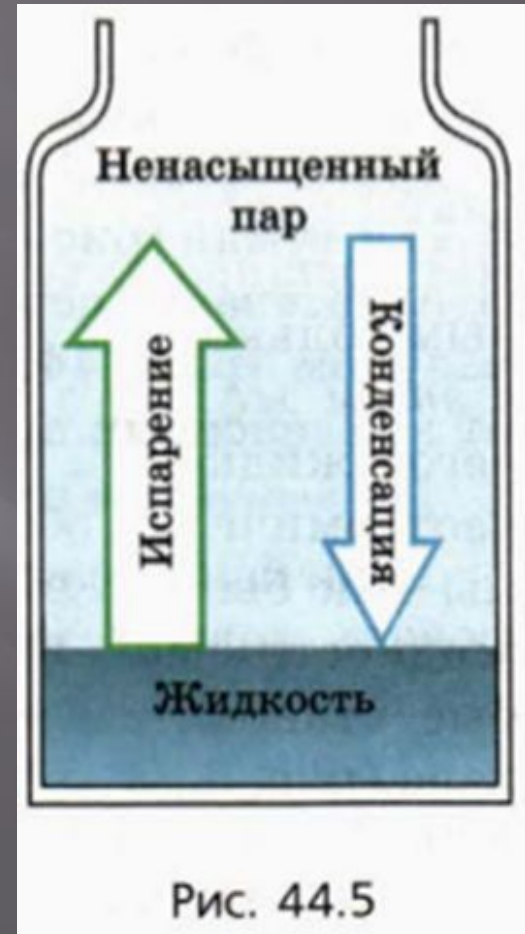 Ненасыщенный
пар
Испарение
Конденсация
Жидкость
Рис. 44.5